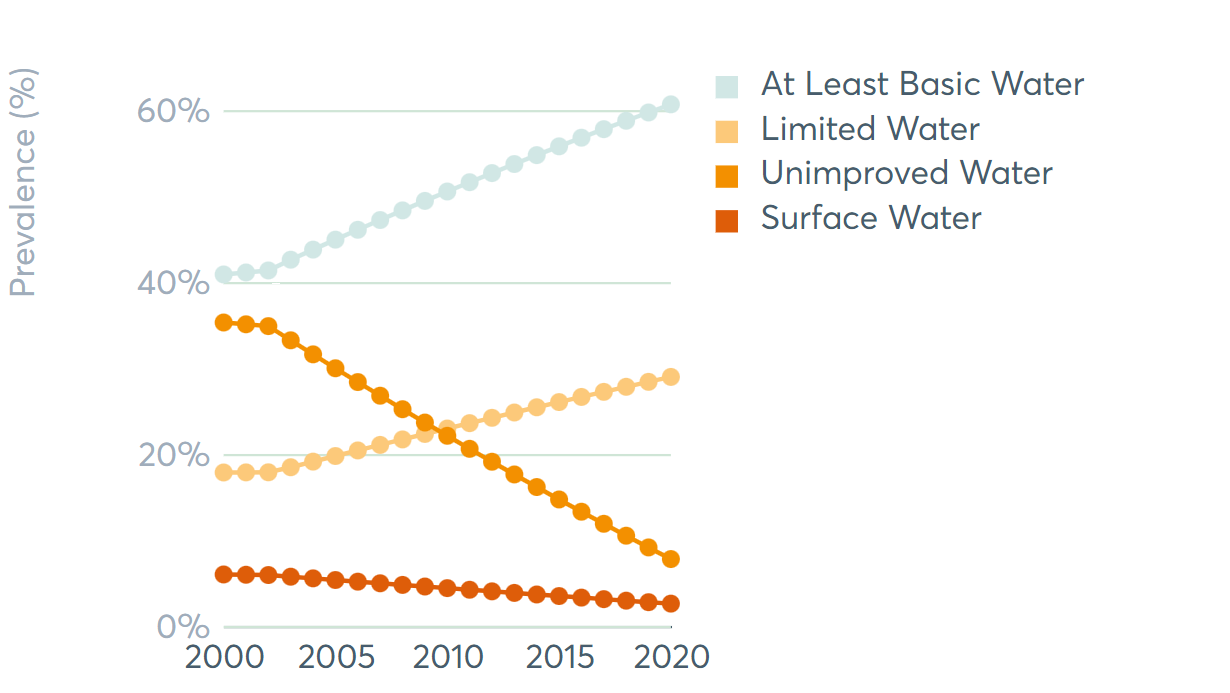 Prevalence (%)
60%
40%
20%
0%
2000 2005 2010 2015 2020
At Least Basic Water
Limited Water
Unimproved Water
Surface Water